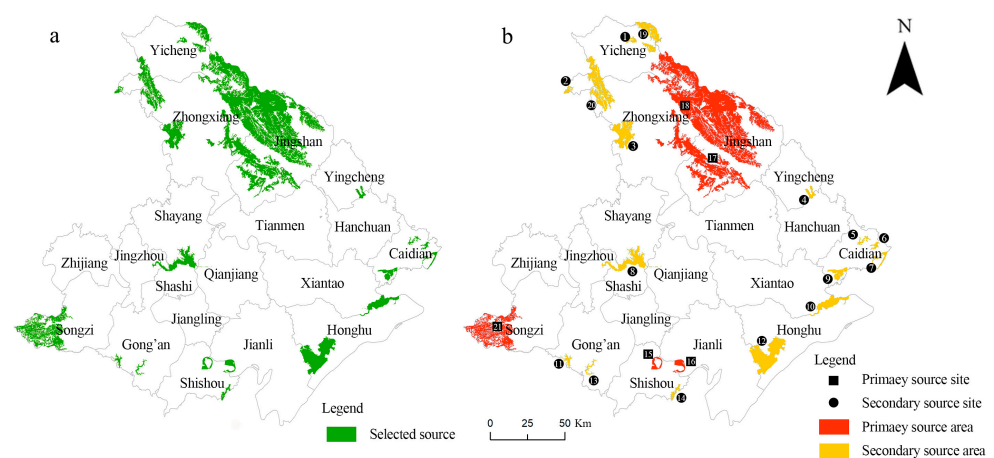 a
Yicheng
Zhongxiang
Jingshan
Yingcheng
Shayang
Tianmen
Hanchuan
Zhijiang
Jingzhou
Caidian
Qianjiang
Shashi
Xiantao
Songzi
Jiangling
Gong'an
Jianli
Honghu
Shishou
Legend
Selected source
b
N
1
19
Yicheng
2
20
18
Zhongxiang
3
Jingshan
17
Yingcheng
4
Shayang
Tianmen
Hanchuan
5
6
Zhijiang
Jingzhou
Caidian
7
8
Qianjiang
9
Shashi
Xiantao
10
21
Songzi
Jiangling
Gong'an
Jianli
Honghu
12
11
15
16
13
Shishou
14
0 25 50 Km
Legend
Primaey source site
Secondary source site
Primaey source area
Secondary source area